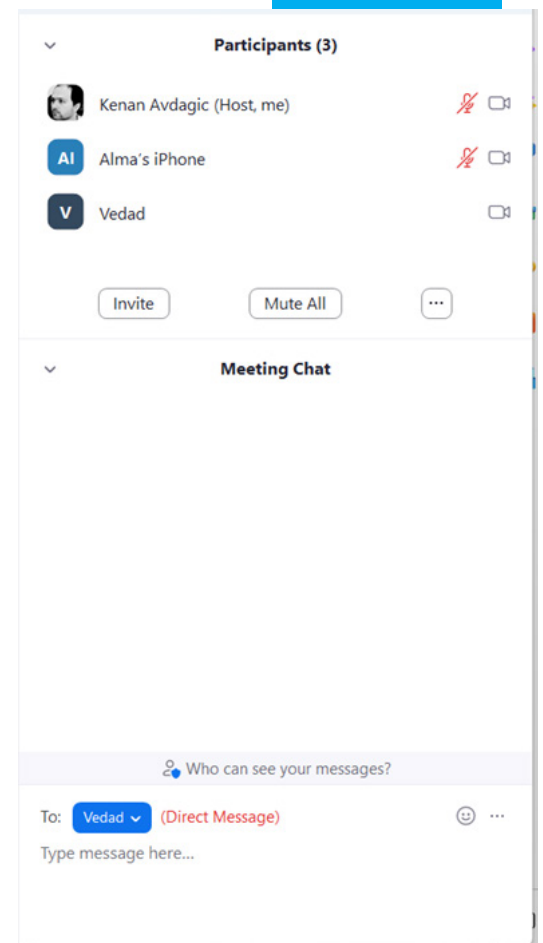 Participants (3)
Kenan Avdagic (Host, me)
AI Alma's iPhone
V Vedad
Invite Mute All ...
Meeting Chat
Who can see your messages?
To: Vedad (Direct Message) ...
Type message here...